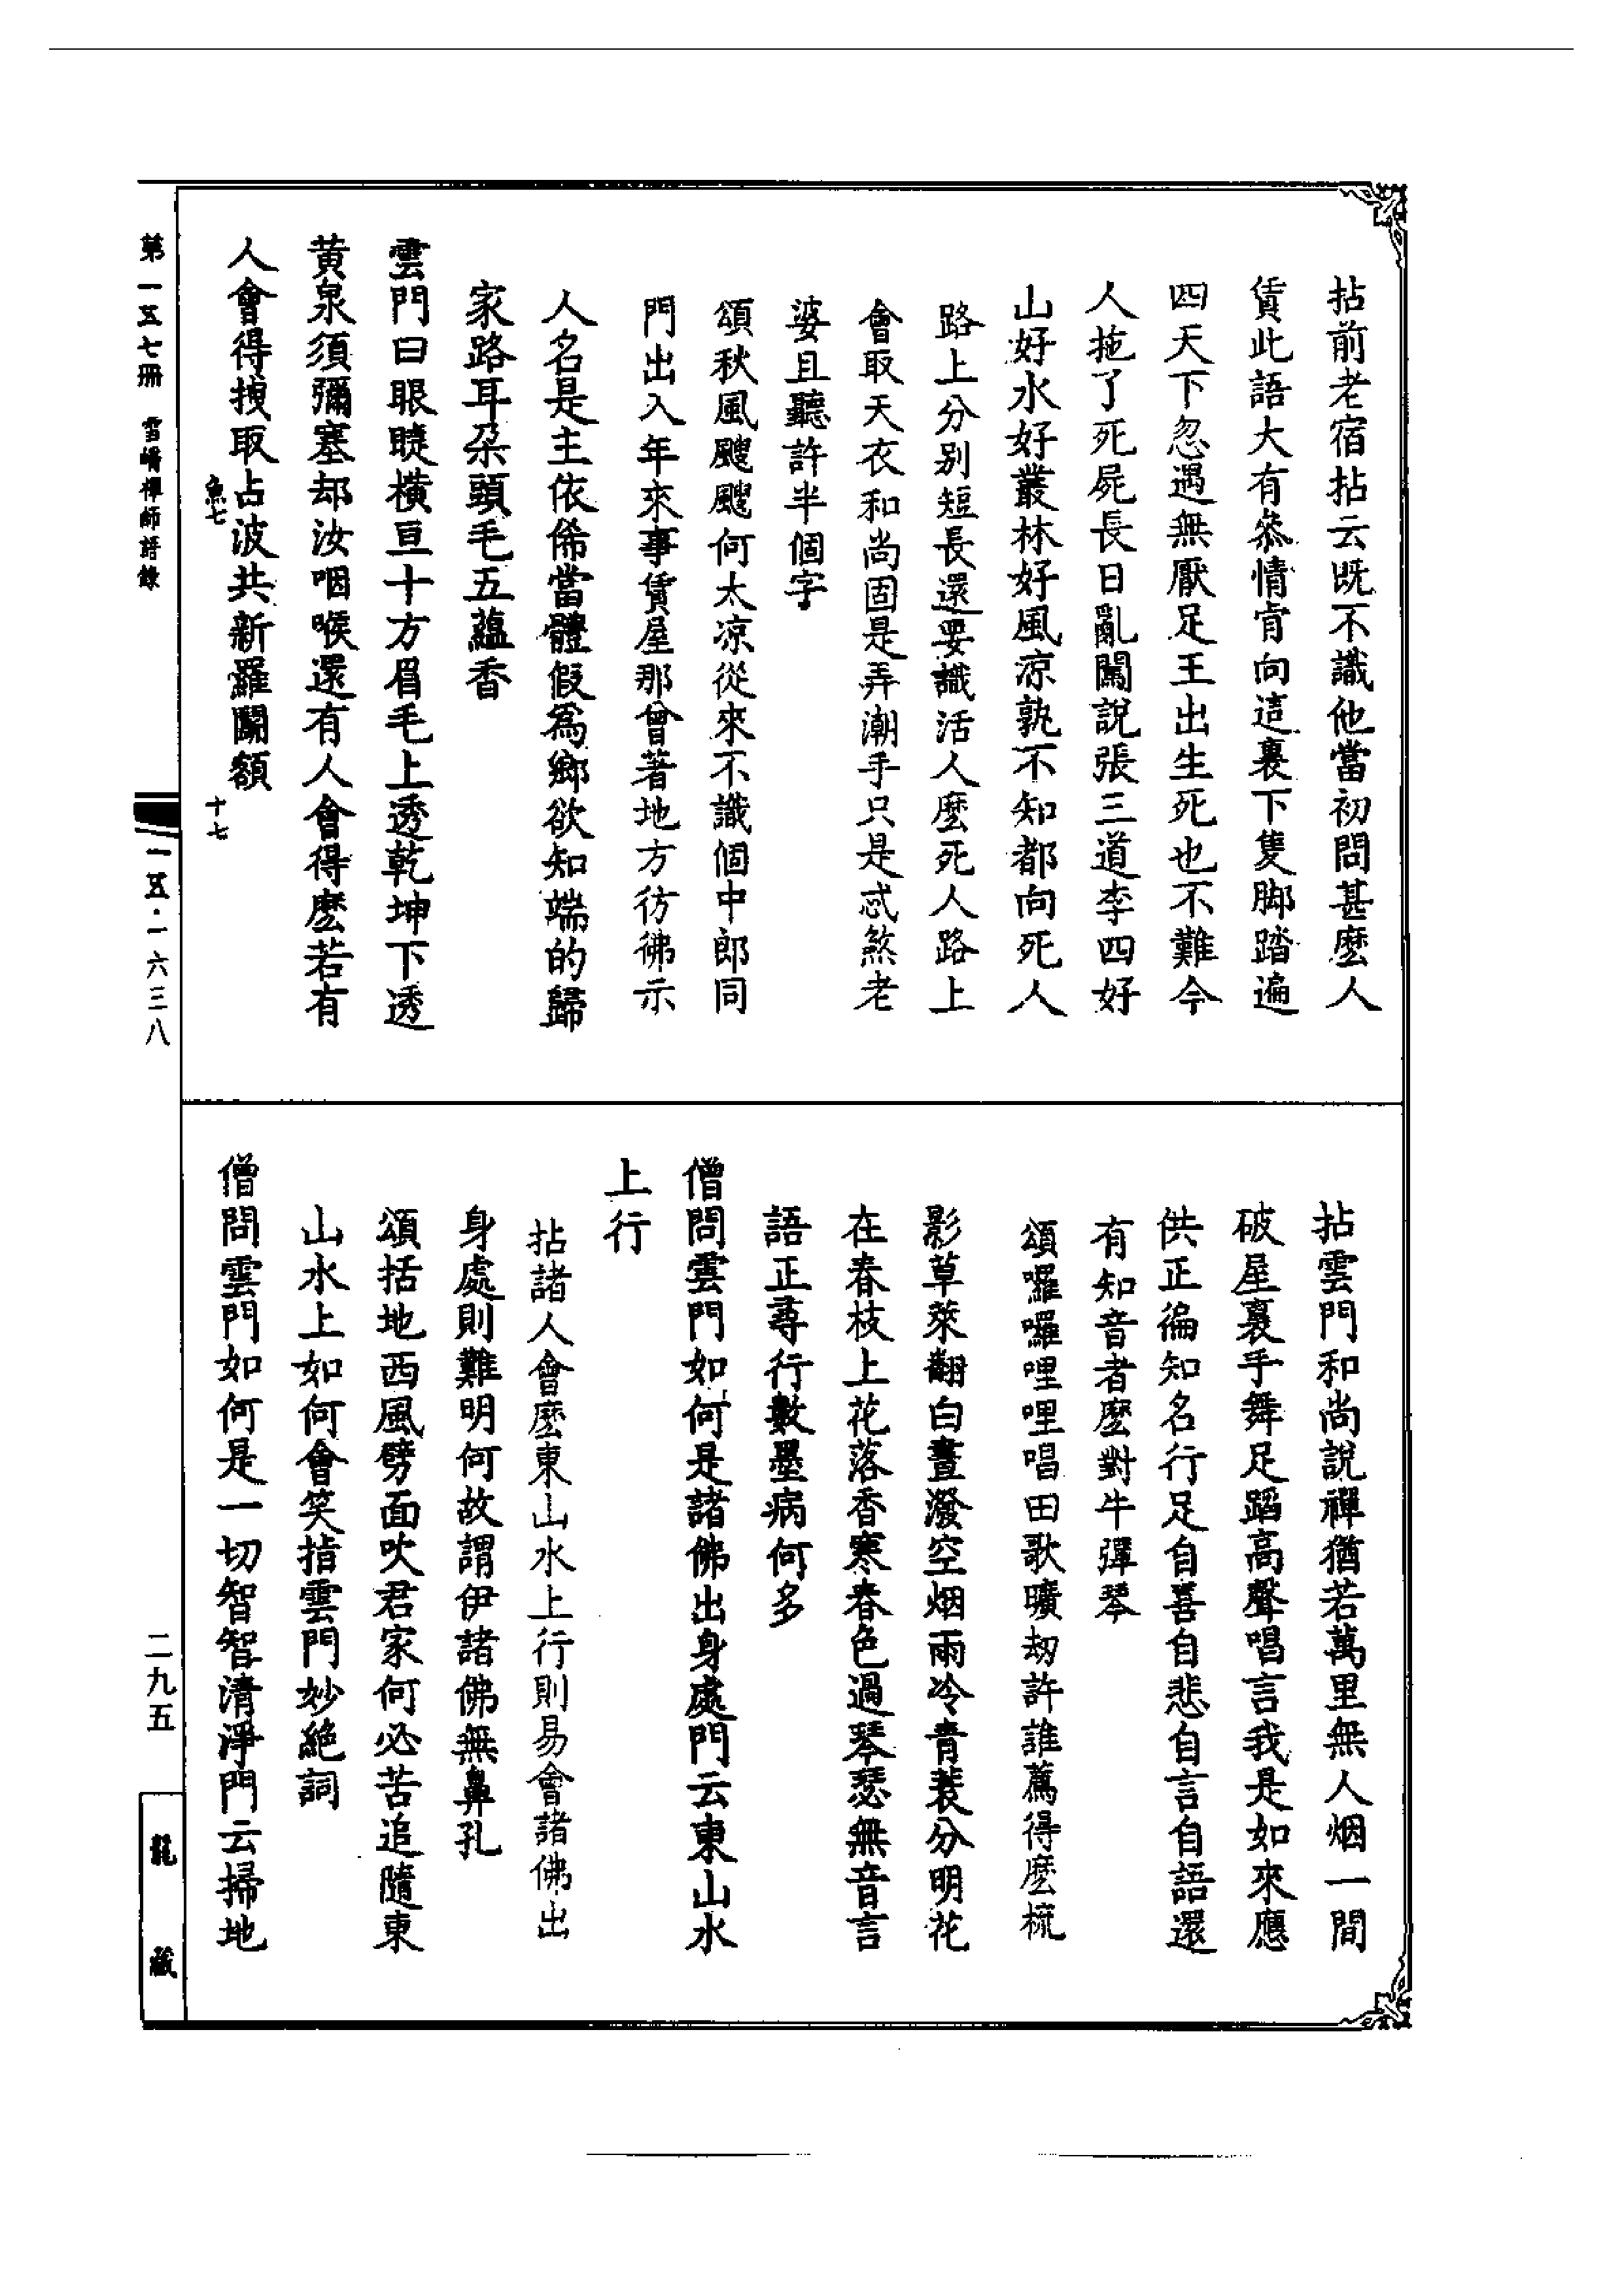 拈前老宿拈云既不識他當初問甚麼人
賃此語大有叅情肯向這裏下隻脚踏遍
四天下忽遇無厭足王出生死也不難今
人拖了死屍長日亂闖說張三道李四好
山好水好叢林好風凉孰不知都向死人
路上分别短長還要識活人麼死人路上
會取天衣和尚固是弄潮手只是忒煞老
婆且聽許半個字
頌秋風颼颼何太凉從來不識個中郎同
門出入年來事賃屋那曾著地方彷彿示
人名是主依俙當體假為鄉欲知端的歸
家路耳朶頭毛五蘊香
雲門曰眼睫横亘十方眉毛上透乾坤下透
黄泉須彌塞却汝咽喉還有人會得麼若有
人會得拽取占波共新羅鬬額
魚七
十七
第一五七冊 雪嶠禪師語錄
一五·一六三八
拈雲門和尚說禪猶若萬里無人烟一間
破屋裏手舞足蹈高聲唱言我是如來應
供正徧知名行足自喜自悲自言自語還
有知音者麼對牛彈琴
頌囉囉哩哩唱田歌曠刼許誰薦得麼梳
影草萊翻白晝潑空烟雨冷青蓑分明花
在春枝上花落香寒春色過琴瑟無音言
語正尋行數墨病何多
僧問雲門如何是諸佛出身處門云東山水
上行
拈諸人會麼東山水上行則易會諸佛出
身處則難明何故謂伊諸佛無鼻孔
頌括地西風劈面吹君家何必苦追隨東
山水上如何會笑指雲門妙絶詞
僧問雲門如何是一切智智清淨門云掃地
二九五
龍藏